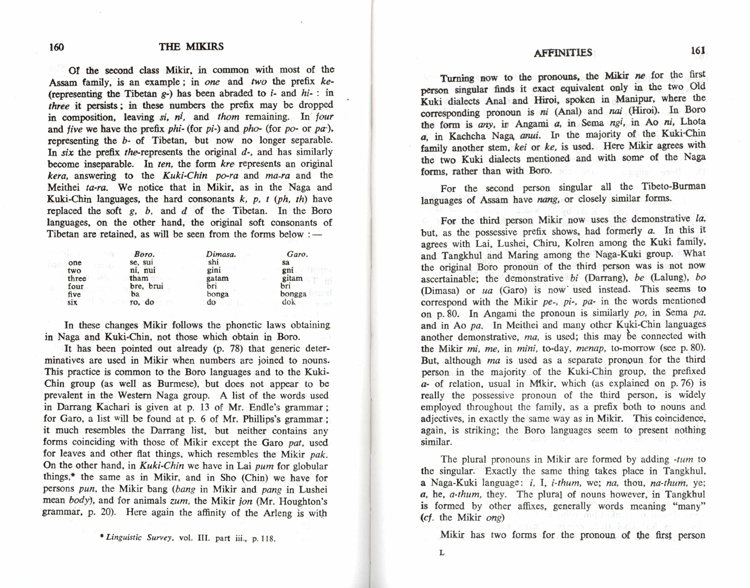 160
THE MIKIRS
Of the second class Mikir, in common with most of the
Assam family, is an example ; in one and two the prefix ke-
(representing the Tibetan g-) has been abraded to i- and hi- : in
three it persists ; in these numbers the prefix may be dropped
in composition, leaving si, ni, and thom remaining. In four
and five we have the prefix phi- (for pi-) and pho- (for po- or pa-),
representing the b- of Tibetan, but now no longer separable.
In six the prefix the-represents the original d-, and has similarly
become inseparable. In ten, the form kre represents an original
kera, answering to the Kuki-Chin po-ra and ma-ra and the
Meithei ta-ra. We notice that in Mikir, as in the Naga and
Kuki-Chin languages, the hard consonants k, p, t (ph, th) have
replaced the soft g, b, and d of the Tibetan. In the Boro
languages, on the other hand, the original soft consonants of
Tibetan are retained, as will be seen from the forms below : —
Boro. Dimasa. Garo.
one se, sui shi sa
two ni, nui gini gni
three tham gatam gitam
four bre, brui bri bri
five ba bonga bongga
six ro, do do dok
In these changes Mikir follows the phonetic laws obtaining
in Naga and Kuki-Chin, not those which obtain in Boro.
It has been pointed out already (p. 78) that generic deter-
minatives are used in Mikir when numbers are joined to nouns.
This practice is common to the Boro languages and to the Kuki-
Chin group (as well as Burmese), but does not appear to be
prevalent in the Western Naga group. A list of the words used
in Darrang Kachari is given at p. 13 of Mr. Endle's grammar ;
for Garo, a list will be found at p. 6 of Mr. Phillips's grammar ;
it much resembles the Darrang list, but neither contains any
forms coinciding with those of Mikir except the Garo pat, used
for leaves and other flat things, which resembles the Mikir pak.
On the other hand, in Kuki-Chin we have in Lai pum for globular
things,* the same as in Mikir, and in Sho (Chin) we have for
persons pun, the Mikir bang (bang in Mikir and pang in Lushei
mean body), and for animals zum, the Mikir jon (Mr. Houghton's
grammar, p. 20). Here again the affinity of the Arleng is with
* Linguistic Survey, vol. III. part iii., p. 118.
AFFINITIES
161
Turning now to the pronouns, the Mikir ne for the first
person singular finds it exact equivalent only in the two Old
Kuki dialects Anal and Hiroi, spoken in Manipur, where the
corresponding pronoun is ni (Anal) and nai (Hiroi). In Boro
the form is any, in Angami a, in Sema ngi, in Ao ni, Lhota
a, in Kachcha Naga anui. In the majority of the Kuki-Chin
family another stem, kei or ke, is used. Here Mikir agrees with
the two Kuki dialects mentioned and with some of the Naga
forms, rather than with Boro.
For the second person singular all the Tibeto-Burman
languages of Assam have nang, or closely similar forms.
For the third person Mikir now uses the demonstrative la,
but, as the possessive prefix shows, had formerly a. In this it
agrees with Lai, Lushei, Chiru, Kolren among the Kuki family,
and Tangkhul and Maring among the Naga-Kuki group. What
the original Boro pronoun of the third person was is not now
ascertainable; the demonstrative bi (Darrang), be (Lalung), bo
(Dimasa) or ua (Garo) is now used instead. This seems to
correspond with the Mikir pe-, pi-, pa- in the words mentioned
on p. 80. In Angami the pronoun is similarly po, in Sema pa,
and in Ao pa. In Meithei and many other Kuki-Chin languages
another demonstrative, ma, is used; this may be connected with
the Mikir mi, me, in mini, to-day, menap, to-morrow (see p. 80).
But, although ma is used as a separate pronoun for the third
person in the majority of the Kuki-Chin group, the prefixed
a- of relation, usual in Mikir, which (as explained on p. 76) is
really the possessive pronoun of the third person, is widely
employed throughout the family, as a prefix both to nouns and
adjectives, in exactly the same way as in Mikir. This coincidence,
again, is striking; the Boro languages seem to present nothing
similar.
The plural pronouns in Mikir are formed by adding -tum to
the singular. Exactly the same thing takes place in Tangkhul,
a Naga-Kuki language: i, I, i-thum, we; na, thou, na-thum, ye;
a, he, a-thum, they. The plural of nouns however, in Tangkhul
is formed by other affixes, generally words meaning "many"
(cf. the Mikir ong)
Mikir has two forms for the pronoun of the first person
L